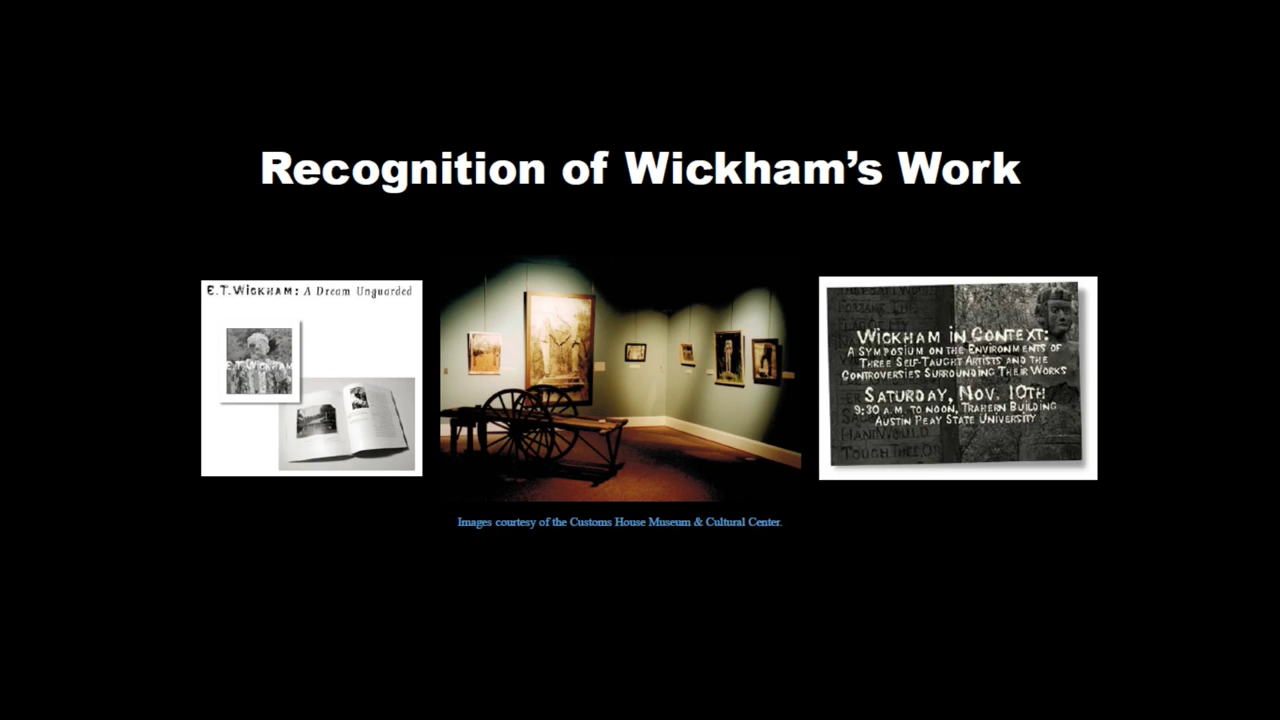 Recognition of Wickham’s Work
E.T. WICKHAM: A Dream Unguarded
E.T. WICKHAM
WICKHAM IN CONTEXT:
A SYMPOSIUM ON THE ENVIRONMENTS OF
THREE SELF-TAUGHT ARTISTS AND THE
CONTROVERSIES SURROUNDING THEIR WORKS
SATURDAY, NOV. 10TH
9:30 A.M. TO NOON, TRAHERN BUILDING
AUSTIN PEAY STATE UNIVERSITY
Images courtesy of the Customs House Museum & Cultural Center.